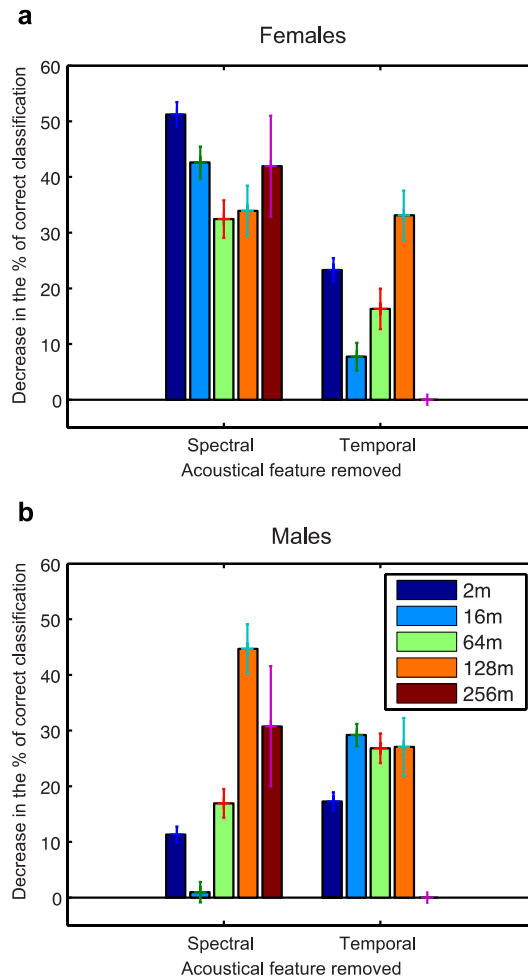 a
Females
60
50
40
30
20
10
0
Decrease in the % of correct classification
Spectral Temporal
Acoustical feature removed
b
Males
60
50
40
30
20
10
0
Decrease in the % of correct classification
2m
16m
64m
128m
256m
Spectral Temporal
Acoustical feature removed